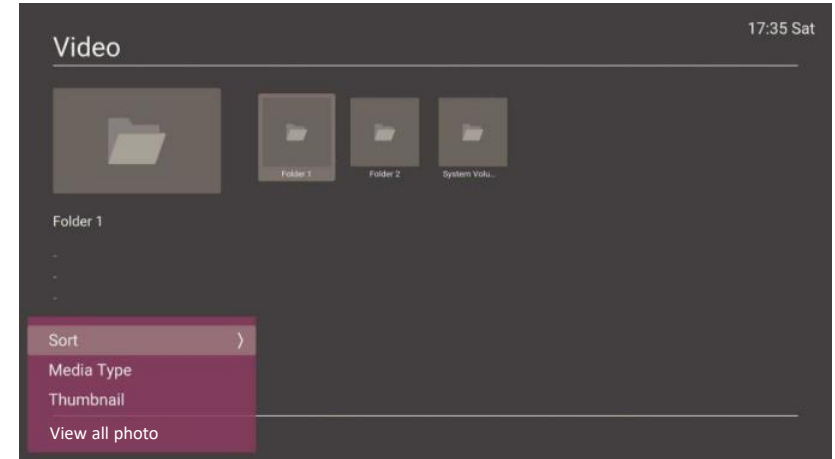 17:35 Sat
Video
Folder 1
Folder 2
System Volu...
Folder 1
-
-
-
Sort 〉
Media Type
Thumbnail
View all photo